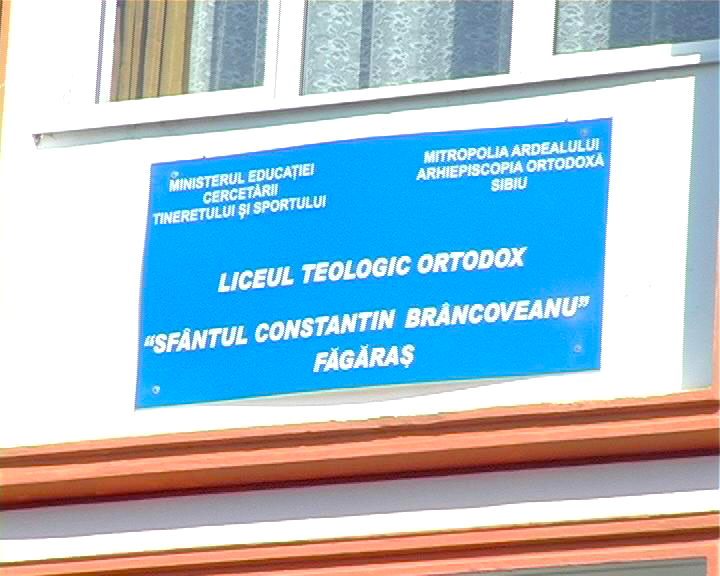 MINISTERUL EDUCAȚIEI
CERCETĂRII
TINERETULUI ȘI SPORTULUI
MITROPOLIA ARDEALULUI
ARHIEPISCOPIA ORTODOXĂ
SIBIU
LICEUL TEOLOGIC ORTODOX
“SFÂNTUL CONSTANTIN BRÂNCOVEANU”
FĂGĂRAȘ